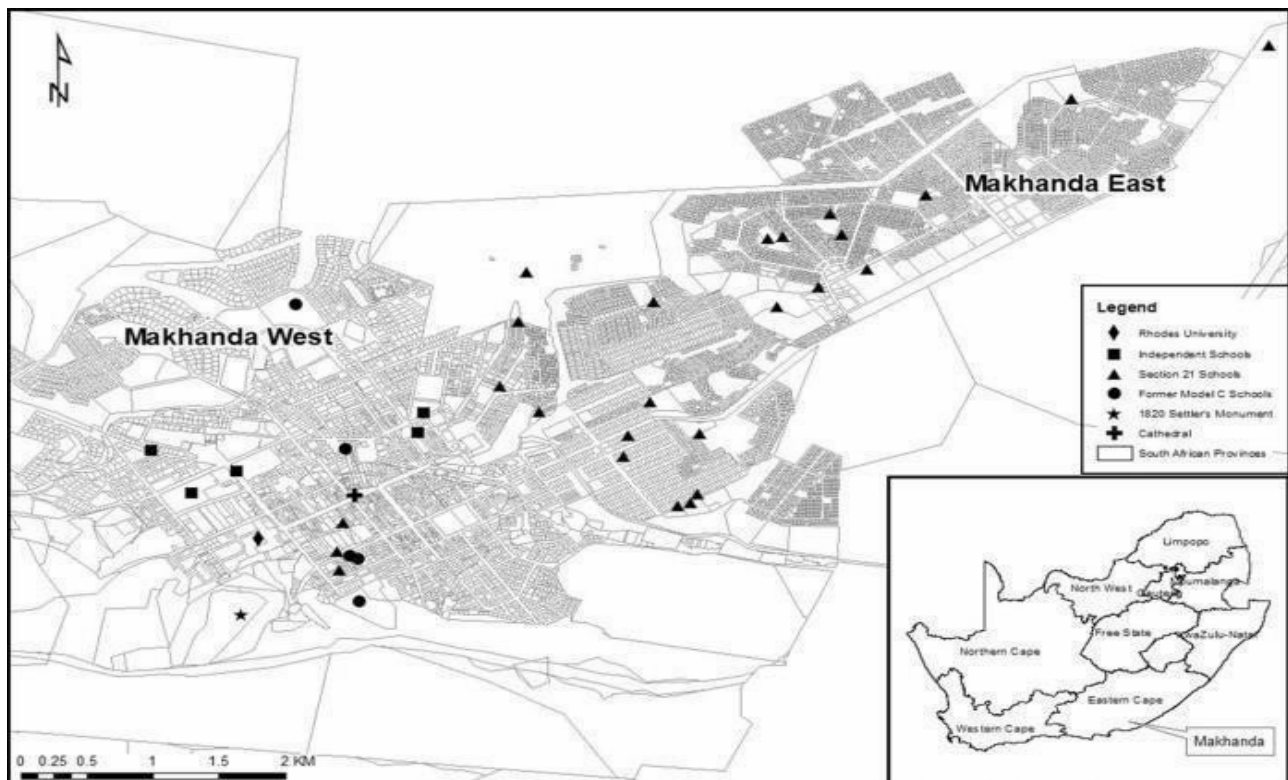 N
Makhanda East
Makhanda West
Legend
Rhodes University
Independent Schools
Section 21 Schools
Former Model C Schools
1820 Settler's Monument
Cathedral
South African Provinces
Limpopo
North West
Free State
Northern Cape
Eastern Cape
Western Cape
Makhanda
0 0.25 0.5 1 1.5 2 KM